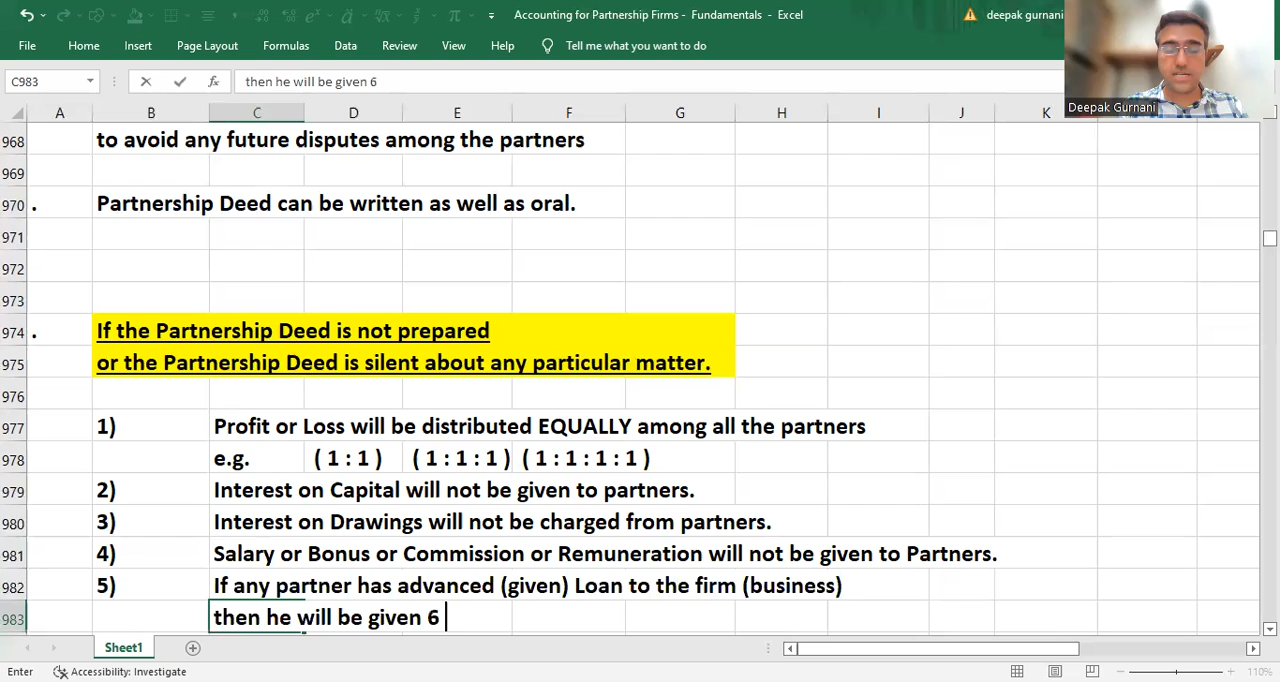 Accounting for Partnership Firms - Fundamentals - Excel
deepak gurnani
File Home Insert Page Layout Formulas Data Review View Help Tell me what you want to do
Deepak Gurnani
C983 fx then he will be given 6
A B C D E F G H I J K
968 to avoid any future disputes among the partners
969
970 . Partnership Deed can be written as well as oral.
971
972
973
974 . If the Partnership Deed is not prepared
975 or the Partnership Deed is silent about any particular matter.
976
977 1) Profit or Loss will be distributed EQUALLY among all the partners
978 e.g. ( 1 : 1 ) ( 1 : 1 : 1 ) ( 1 : 1 : 1 : 1 )
979 2) Interest on Capital will not be given to partners.
980 3) Interest on Drawings will not be charged from partners.
981 4) Salary or Bonus or Commission or Remuneration will not be given to Partners.
982 5) If any partner has advanced (given) Loan to the firm (business)
983 then he will be given 6
Sheet1
Enter Accessibility: Investigate 110%